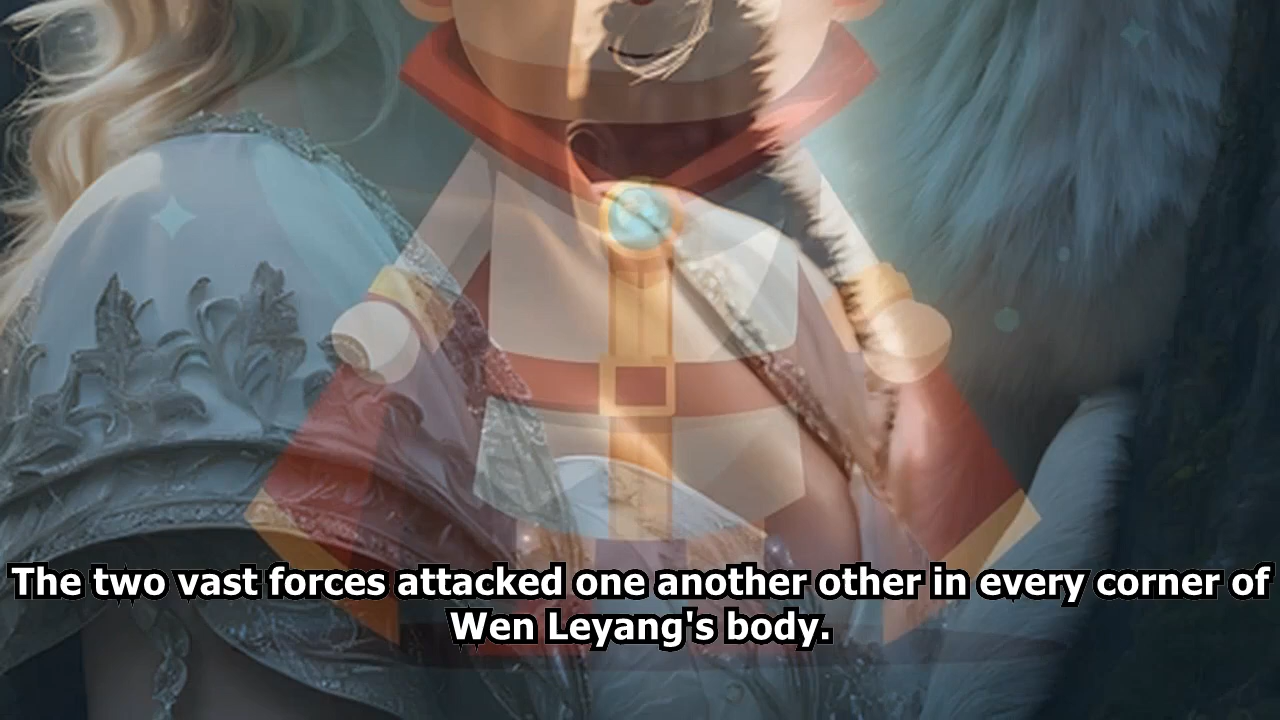 The two vast forces attacked one another other in every corner of
Wen Leyang's body.